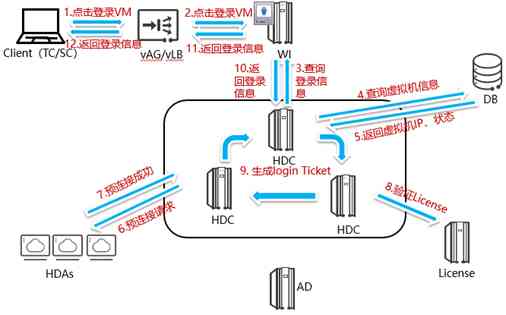 1.点击登录VM
2.点击登录VM
Client（TC/SC）
12.返回登录信息
vAG/vLB
11.返回登录信息
WI
10.返
回登录
信息
3.查询
登录信
息
4.查询虚拟机信息
DB
5.返回虚拟机IP、状态
HDC
7.预连接成功
9. 生成login Ticket
8.验证License
6.预连接请求
HDC
HDC
HDAs
License
AD